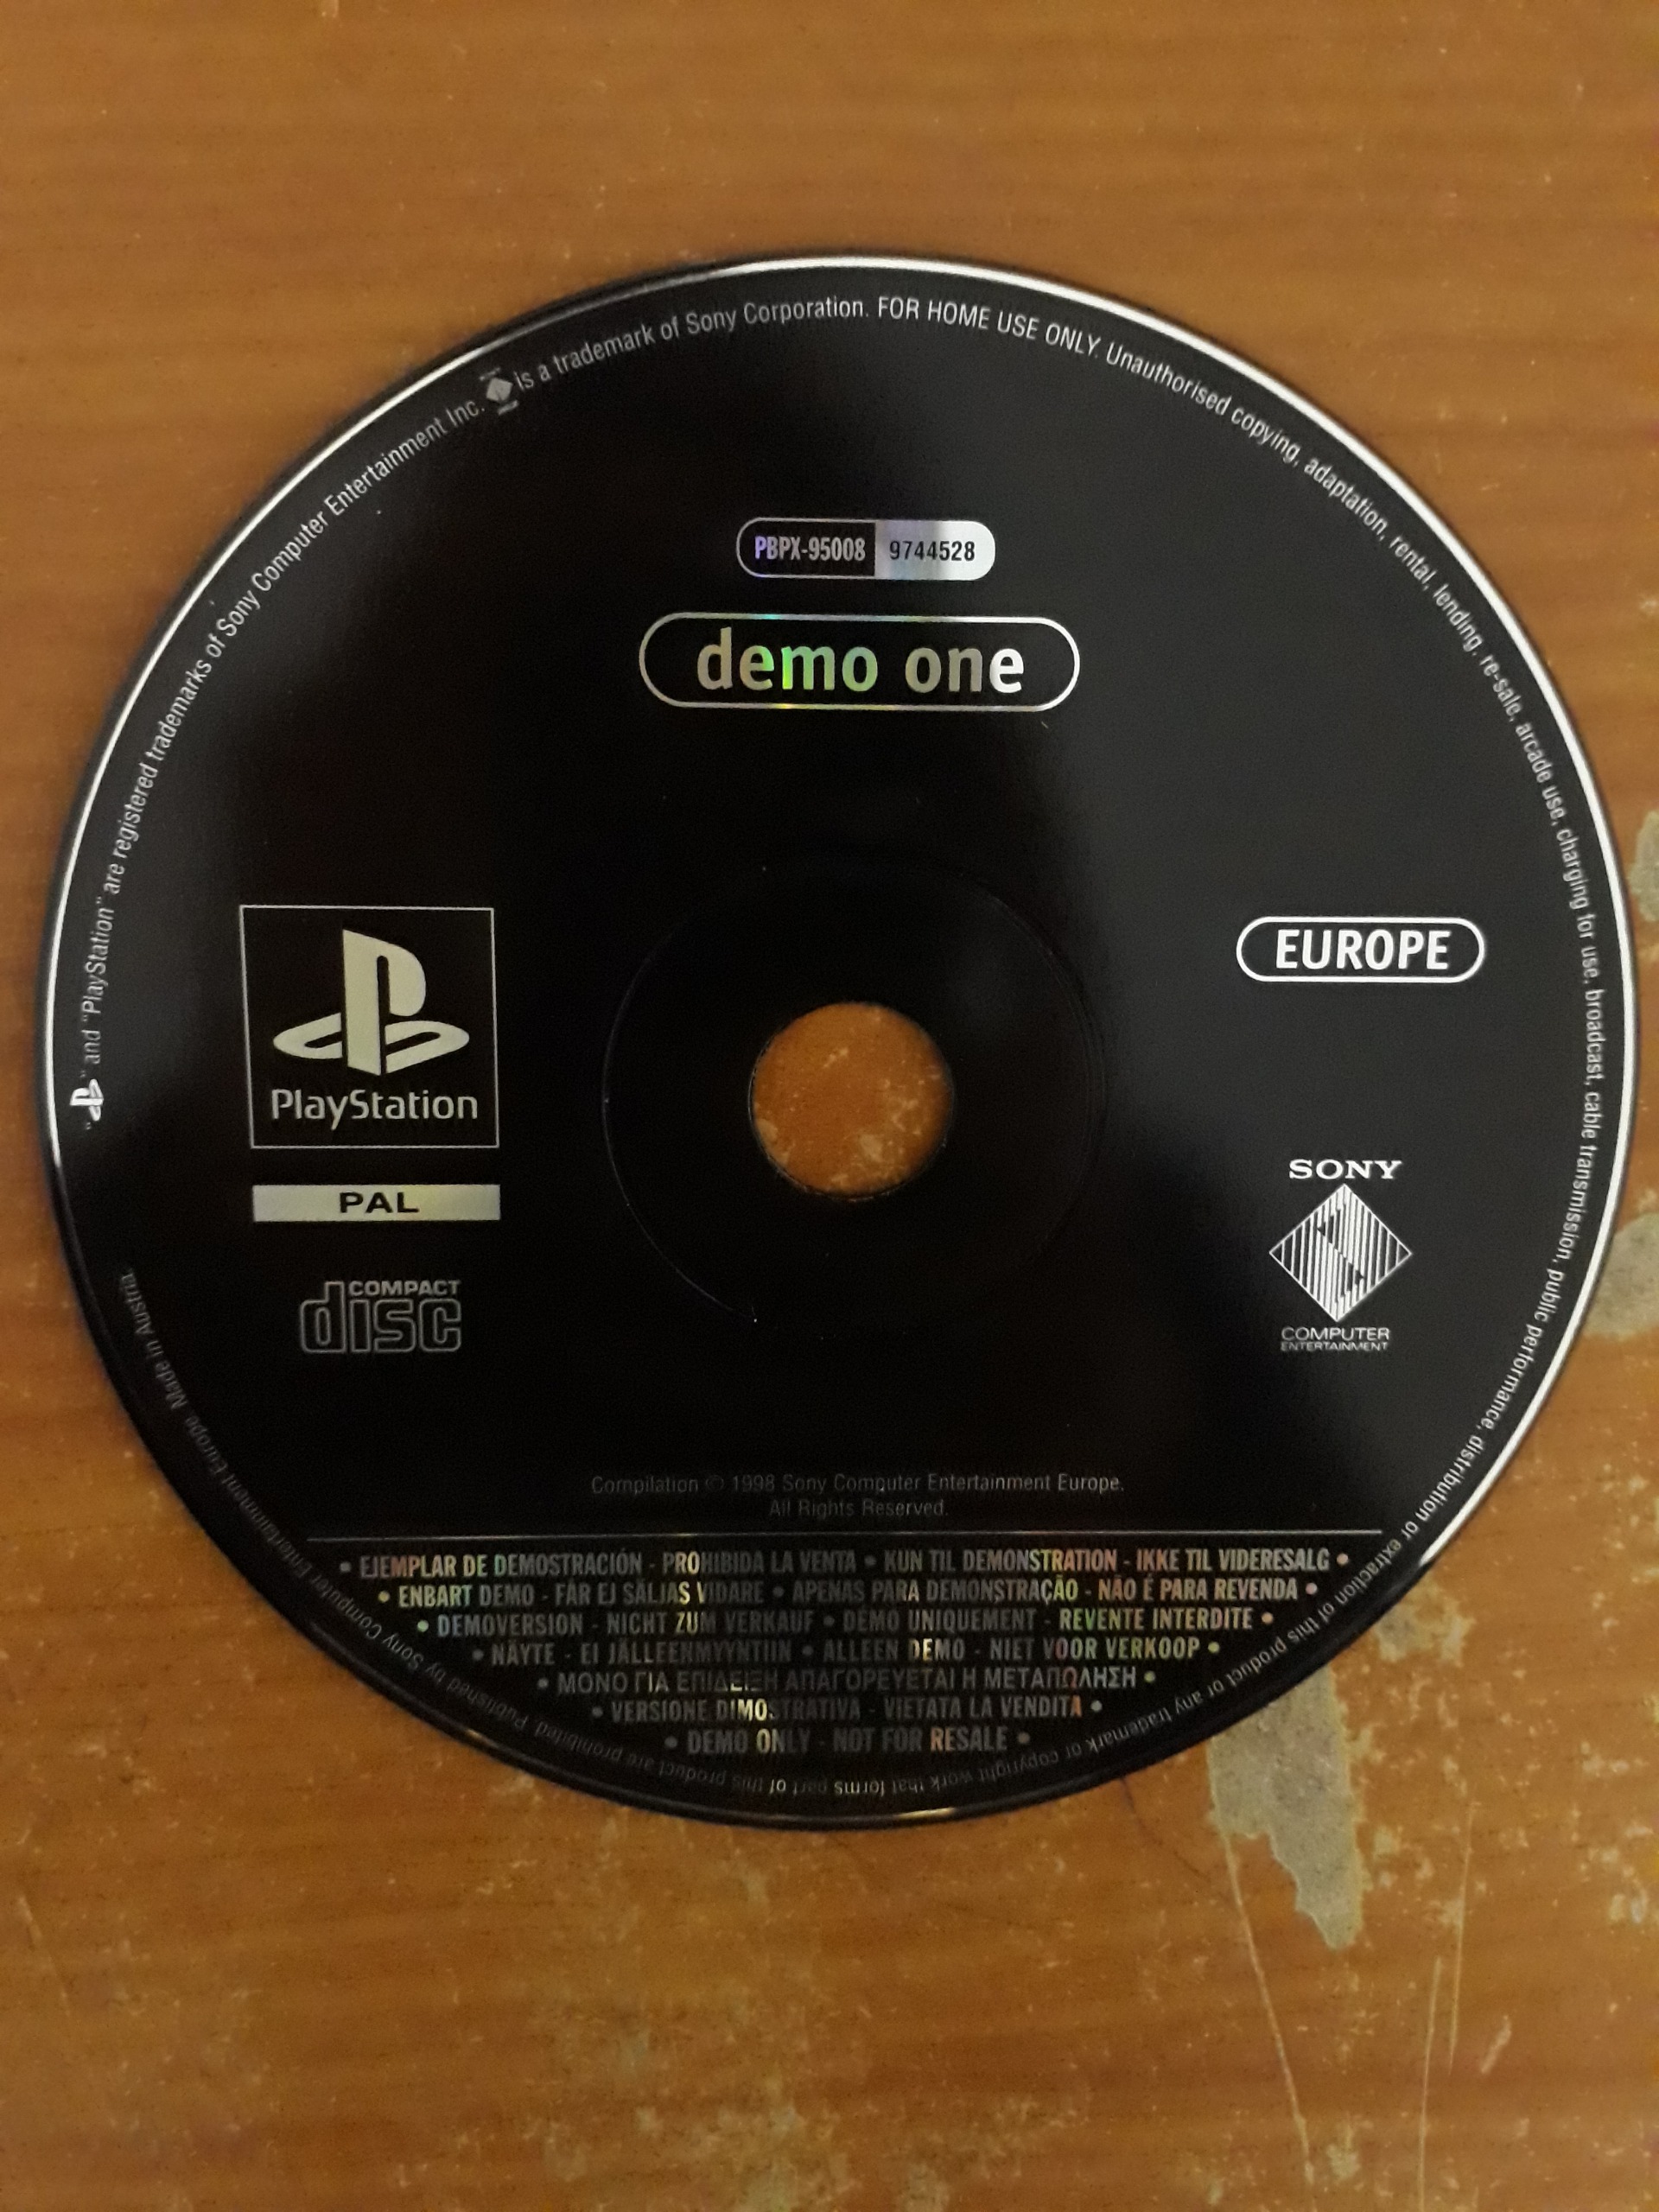 "PS" and "PlayStation" are registered trademarks of Sony Computer Entertainment Inc. is a trademark of Sony Corporation. FOR HOME USE ONLY. Unauthorised copying, adaptation, rental, lending, re-sale, arcade use, charging for use, broadcast, cable transmission, public performance, distribution or extraction of this product or any trademark or copyright work that forms part of this product are prohibited. Published by Sony Computer Entertainment Europe. Made in Austria.
PBPX-95008 9744528
demo one
EUROPE
PlayStation
PAL
COMPACT
disc
SONY
COMPUTER
ENTERTAINMENT
Compilation © 1998 Sony Computer Entertainment Europe.
All Rights Reserved.
• EJEMPLAR DE DEMOSTRACIÓN - PROHIBIDA LA VENTA • KUN TIL DEMONSTRATION - IKKE TIL VIDERESALG •
• ENBART DEMO - FÅR EJ SÄLJAS VIDARE • APENAS PARA DEMONSTRAÇÃO - NÃO É PARA REVENDA •
• DEMOVERSION - NICHT ZUM VERKAUF • DÉMO UNIQUEMENT - REVENTE INTERDITE •
• NÄYTE - EI JÄLLEENMYYNTIIN • ALLEEN DEMO - NIET VOOR VERKOOP •
• ΜΟΝΟ ΓΙΑ ΕΠΙΔΕΙΞΗ ΑΠΑΓΟΡΕΥΕΤΑΙ Η ΜΕΤΑΠΩΛΗΣΗ •
• VERSIONE DIMOSTRATIVA - VIETATA LA VENDITA •
• DEMO ONLY - NOT FOR RESALE •